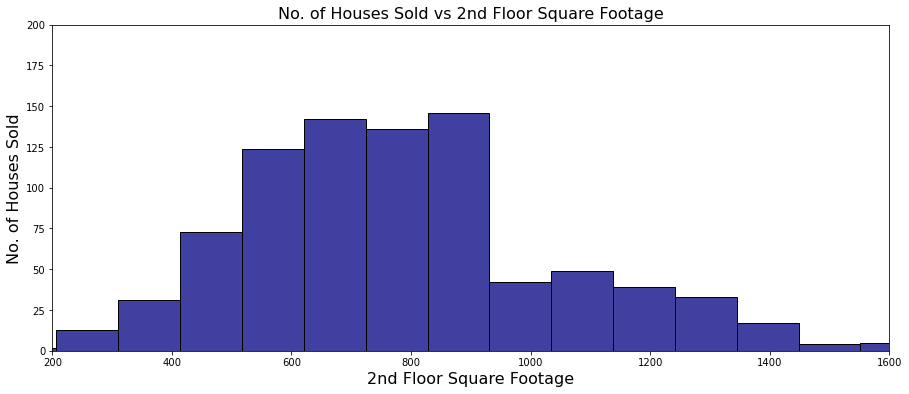 No. of Houses Sold vs 2nd Floor Square Footage
200
175
150
125
100
75
50
25
0
No. of Houses Sold
200 400 600 800 1000 1200 1400 1600
2nd Floor Square Footage